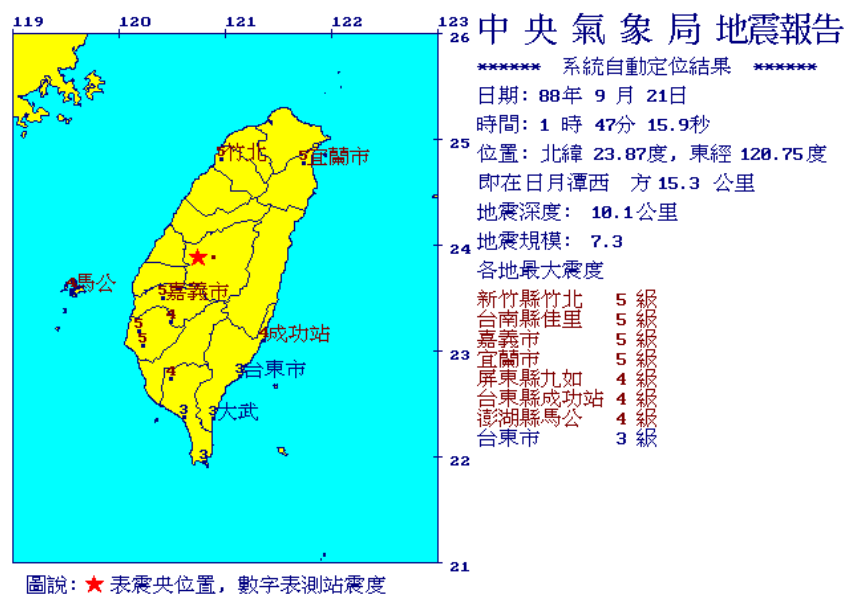 119 120 121 122 123
中央氣象局地震報告
26
****** 系統自動定位結果 ******
日期: 88年 9 月 21日
時間: 1 時 47分 15.9秒
25
5竹北
5宜蘭市
位置: 北緯 23.87度, 東經 120.75度
即在日月潭西 方 15.3 公里
地震深度: 10.1公里
地震規模: 7.3
24
各地最大震度
4馬公
5嘉義市
新竹縣竹北 5 級
台南縣佳里 5 級
嘉義市 5 級
宜蘭市 5 級
屏東縣九如 4 級
台東縣成功站 4 級
澎湖縣馬公 4 級
台東市 3 級
4
5
5
4成功站
23
4
3台東市
3
3大武
3
22
21
圖說: ★ 表震央位置, 數字表測站震度